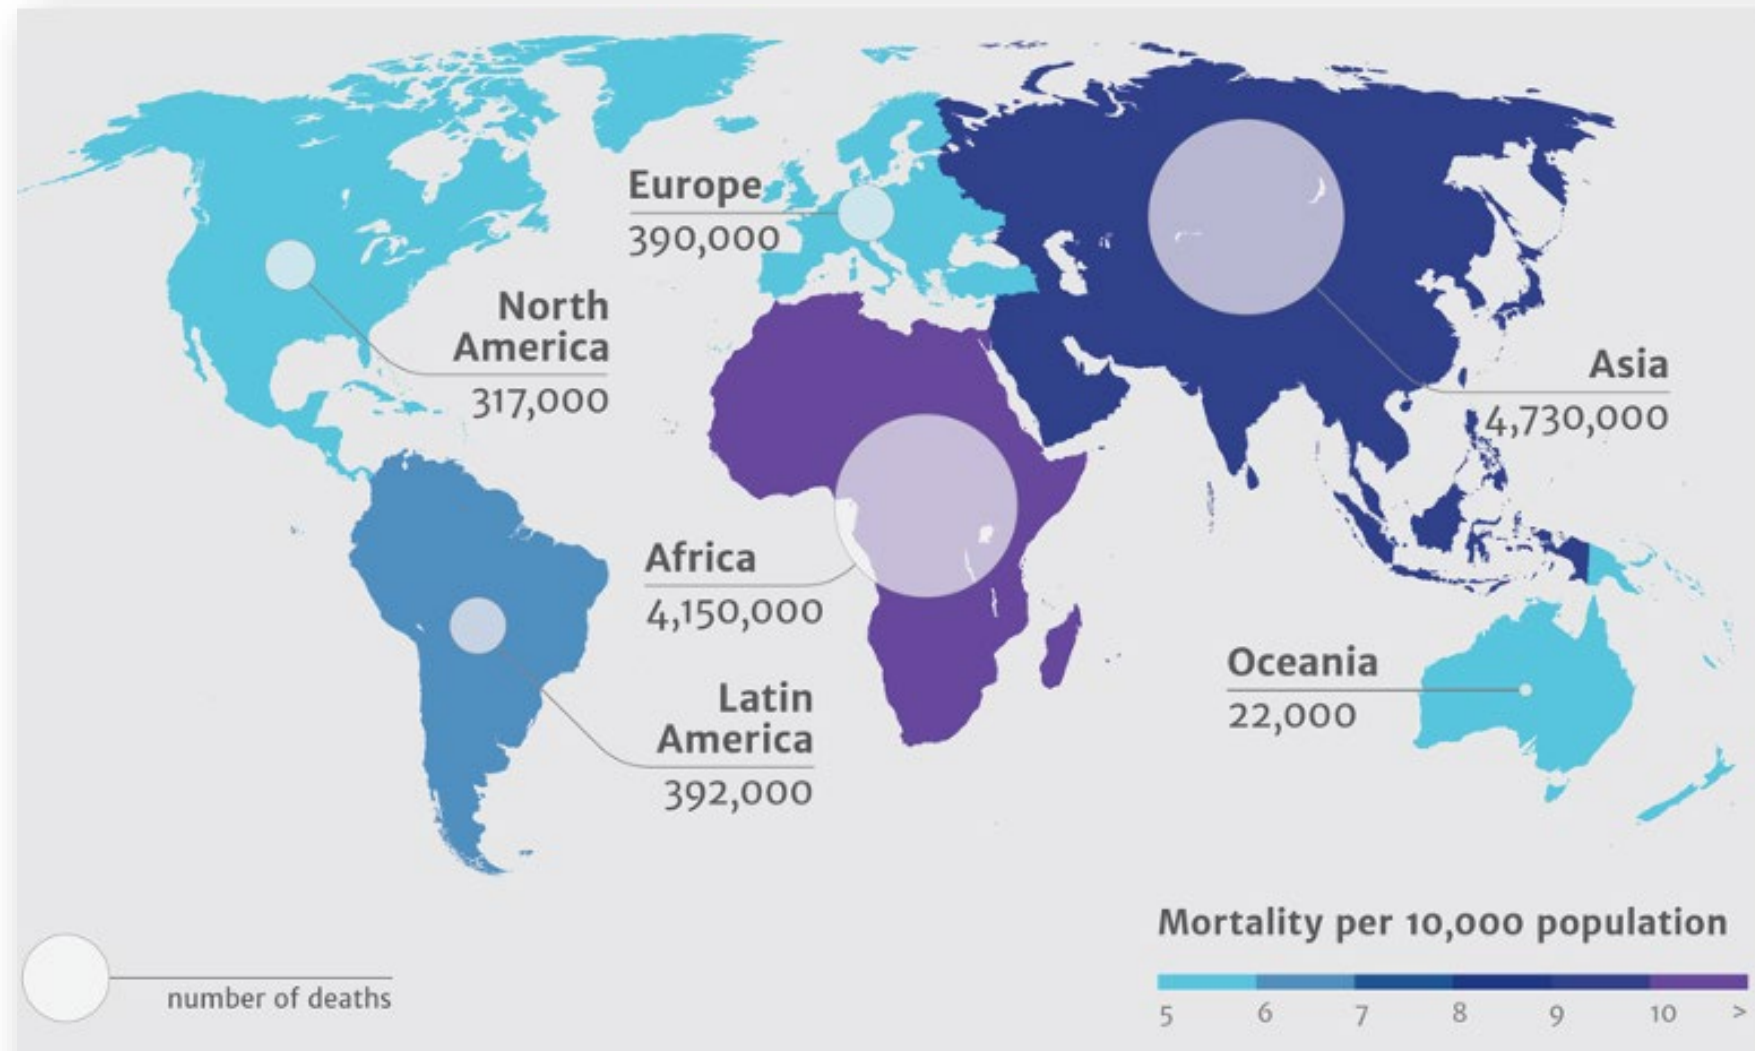 Europe
390,000
North
America
317,000
Asia
4,730,000
Africa
4,150,000
Oceania
22,000
Latin
America
392,000
Mortality per 10,000 population
5 6 7 8 9 10 >
number of deaths